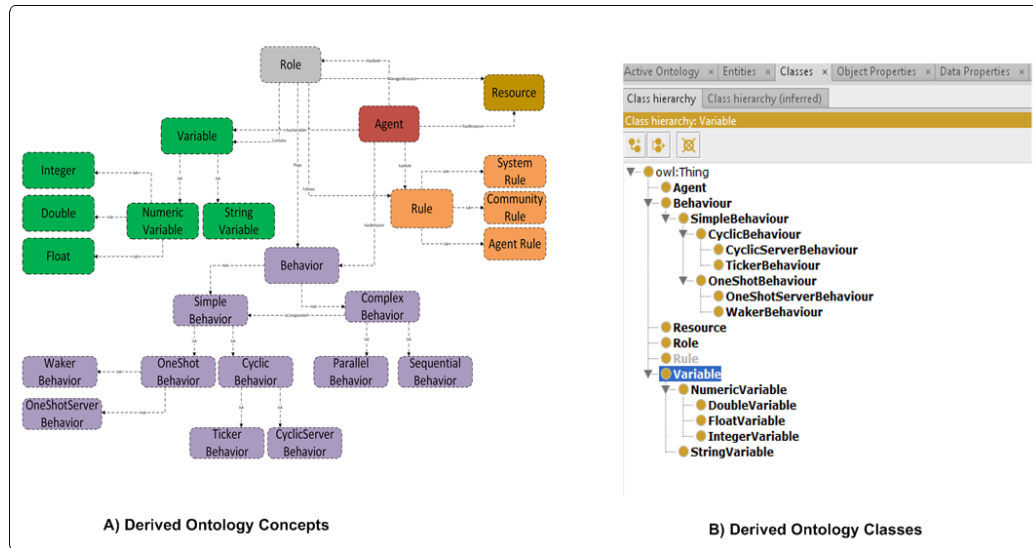 Role
Resource
Agent
Variable
System
Rule
Integer
Community
Rule
Rule
Double
Numeric
Variable
String
Variable
Agent Rule
Float
Behavior
Simple
Behavior
Complex
Behavior
Waker
Behavior
OneShot
Behavior
Cyclic
Behavior
Parallel
Behavior
Sequential
Behavior
OneShotServer
Behavior
Ticker
Behavior
CyclicServer
Behavior
A) Derived Ontology Concepts
Active Ontology × Entities × Classes × Object Properties × Data Properties ×
Class hierarchy Class hierarchy (inferred)
Class hierarchy: Variable
owl:Thing
Agent
Behaviour
SimpleBehaviour
CyclicBehaviour
CyclicServerBehaviour
TickerBehaviour
OneShotBehaviour
OneShotServerBehaviour
WakerBehaviour
Resource
Role
Rule
Variable
NumericVariable
DoubleVariable
FloatVariable
IntegerVariable
StringVariable
B) Derived Ontology Classes